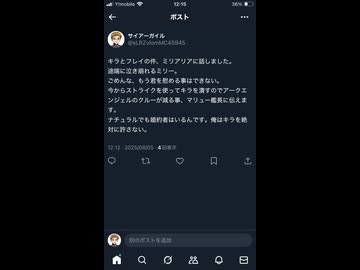 Y!mobile
12:15
36%
ポスト
サイアーガイル
@sLRZvlomMC45945
キラとフレイの件、ミリアリアに話しました。
途端に泣き崩れるミリー。
ごめんな、もう君を慰める事はできない。
今からストライクを使ってキラを潰すのでアーク
エンジェルのクルーが減る事、マリュー艦長に伝えま
す。
ナチュラルでも婚約者はいるんです。俺はキラを絶
対に許さない。
12:12 2025/08/05 · 4回表示
別のポストを追加